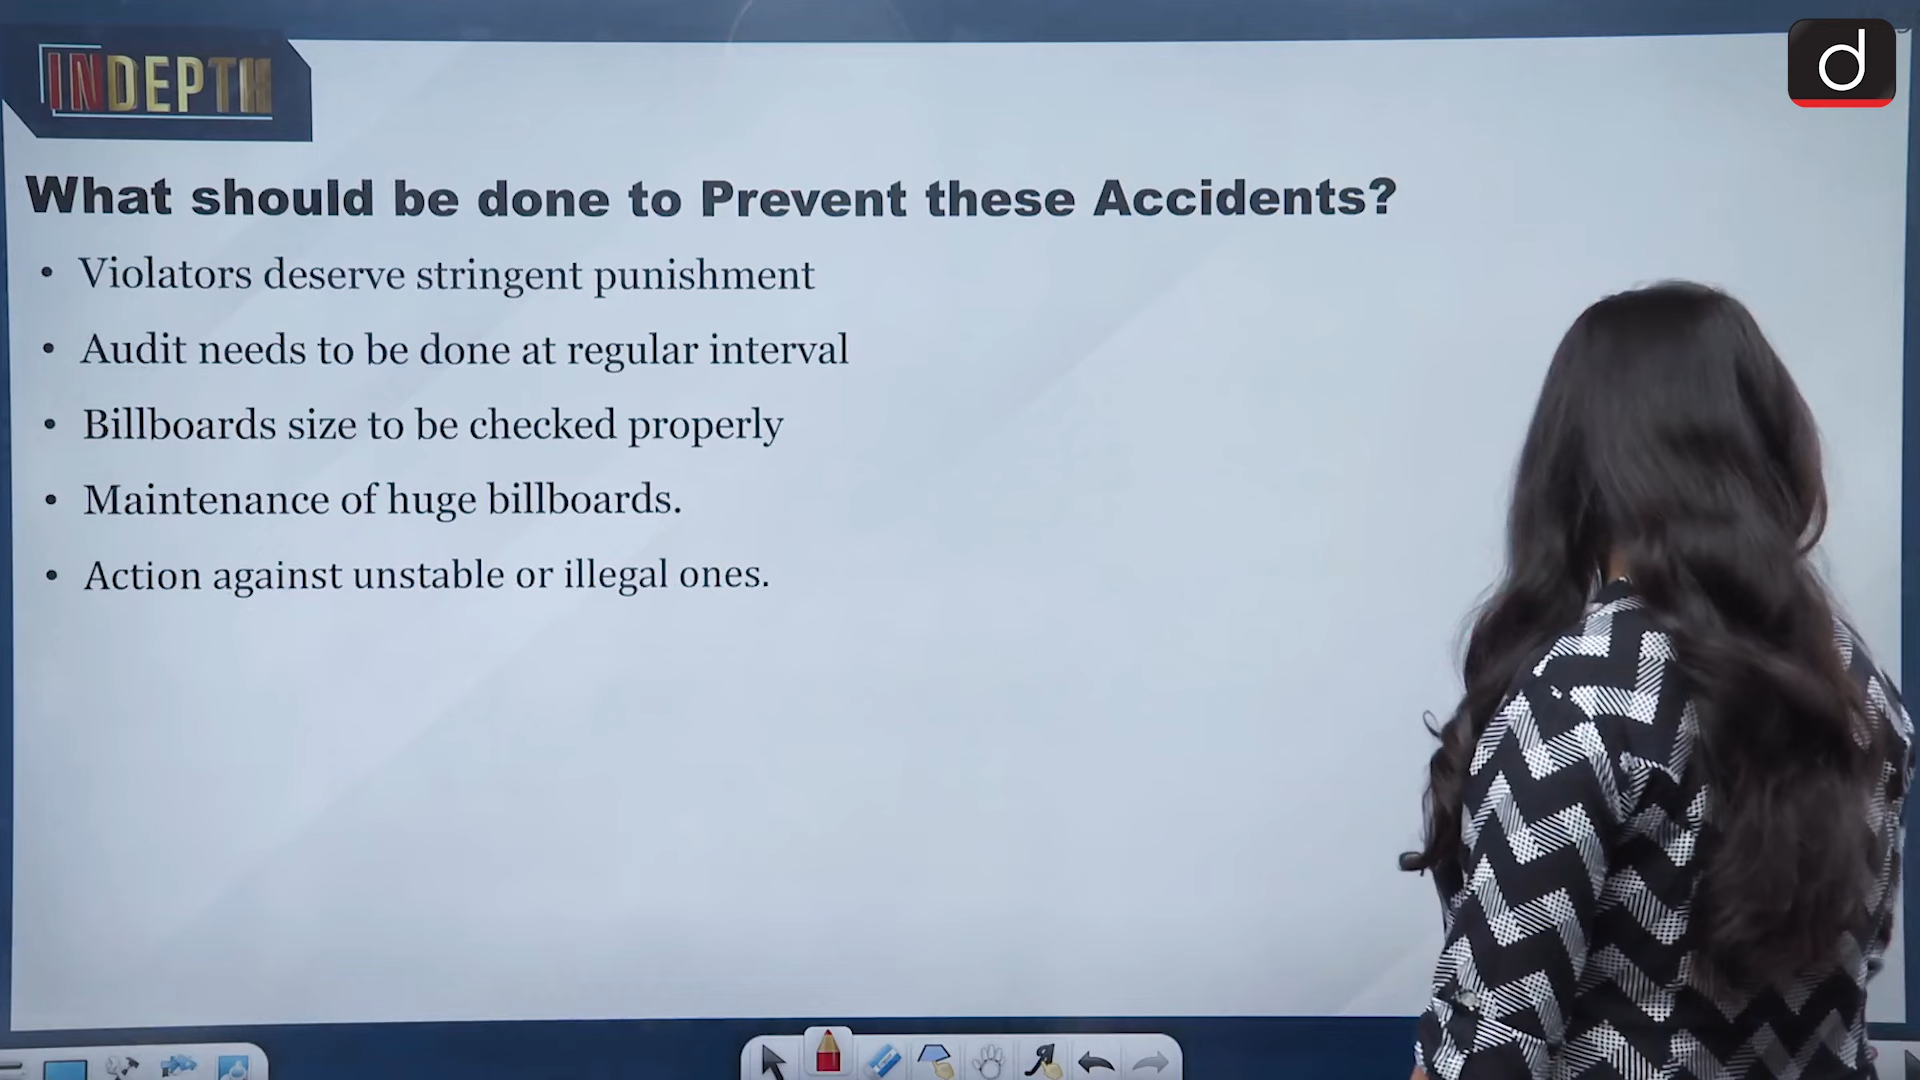 INDEPTH
d
What should be done to Prevent these Accidents?
• Violators deserve stringent punishment
• Audit needs to be done at regular interval
• Billboards size to be checked properly
• Maintenance of huge billboards.
• Action against unstable or illegal ones.